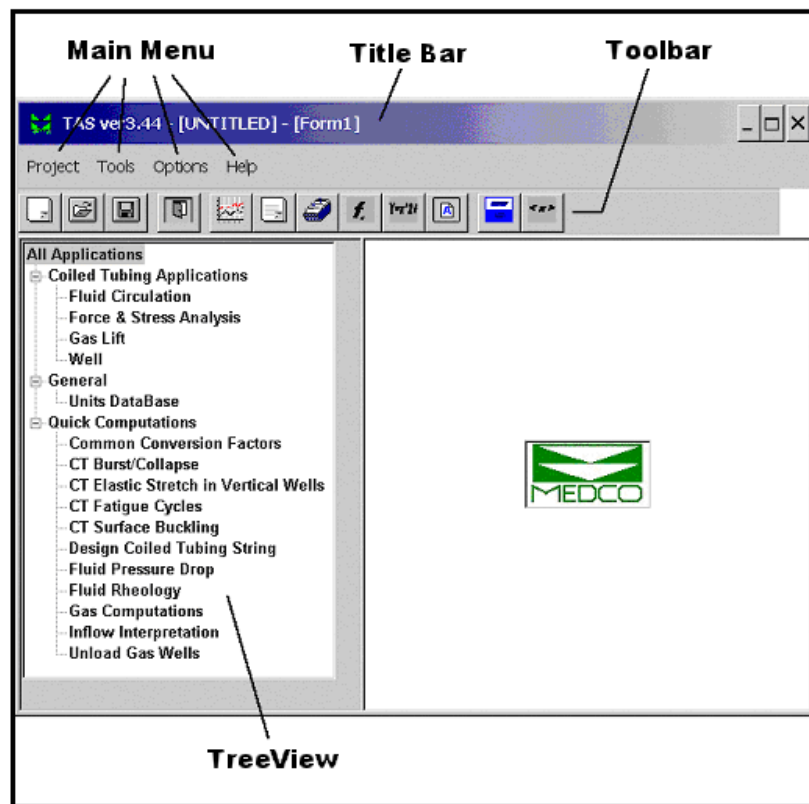 Main Menu Title Bar Toolbar
TAS ver3.44 - [UNTITLED] - [Form1]
Project Tools Options Help
All Applications
Coiled Tubing Applications
Fluid Circulation
Force & Stress Analysis
Gas Lift
Well
General
Units DataBase
Quick Computations
Common Conversion Factors
CT Burst/Collapse
CT Elastic Stretch in Vertical Wells
CT Fatigue Cycles
CT Surface Buckling
Design Coiled Tubing String
Fluid Pressure Drop
Fluid Rheology
Gas Computations
Inflow Interpretation
Unload Gas Wells
MEDCO
TreeView